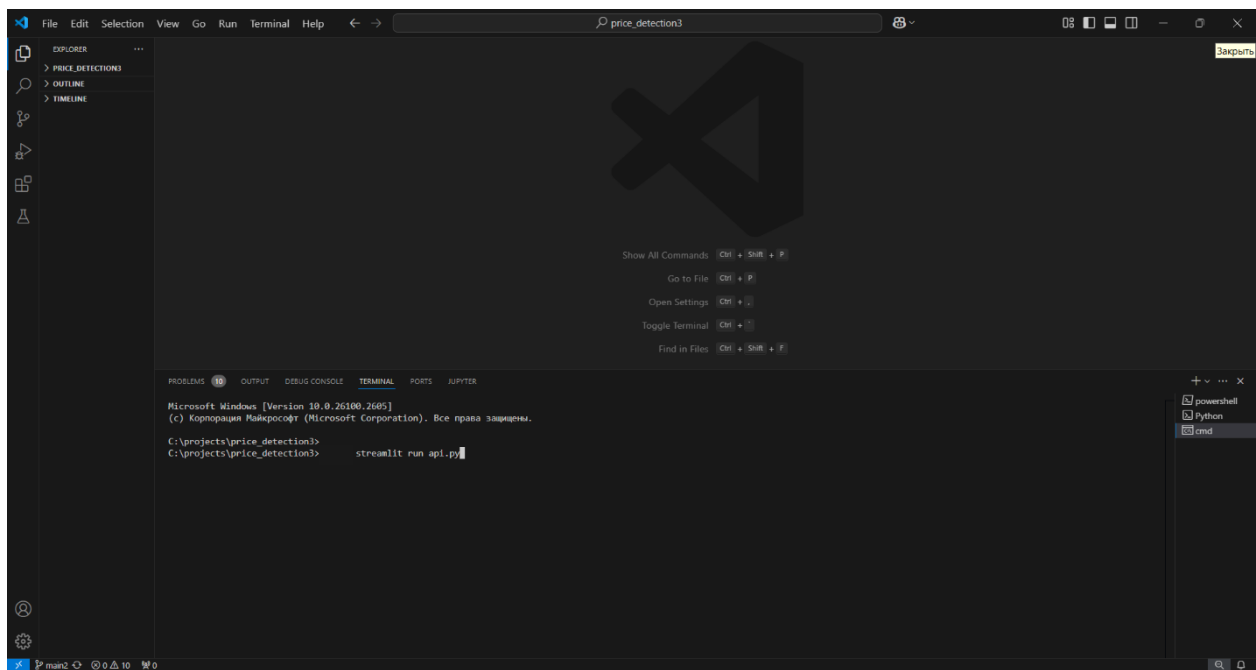 File Edit Selection View Go Run Terminal Help
price_detection3
Закрыть
EXPLORER
PRICE_DETECTION3
OUTLINE
TIMELINE
Show All Commands Ctrl + Shift + P
Go to File Ctrl + P
Open Settings Ctrl + ,
Toggle Terminal Ctrl + `
Find in Files Ctrl + Shift + F
PROBLEMS 10 OUTPUT DEBUG CONSOLE TERMINAL PORTS JUPYTER
Microsoft Windows [Version 10.0.26100.2605]
(c) Корпорация Майкрософт (Microsoft Corporation). Все права защищены.
C:\projects\price_detection3>
C:\projects\price_detection3> streamlit run api.py
powershell
Python
cmd
main2 0 10 0